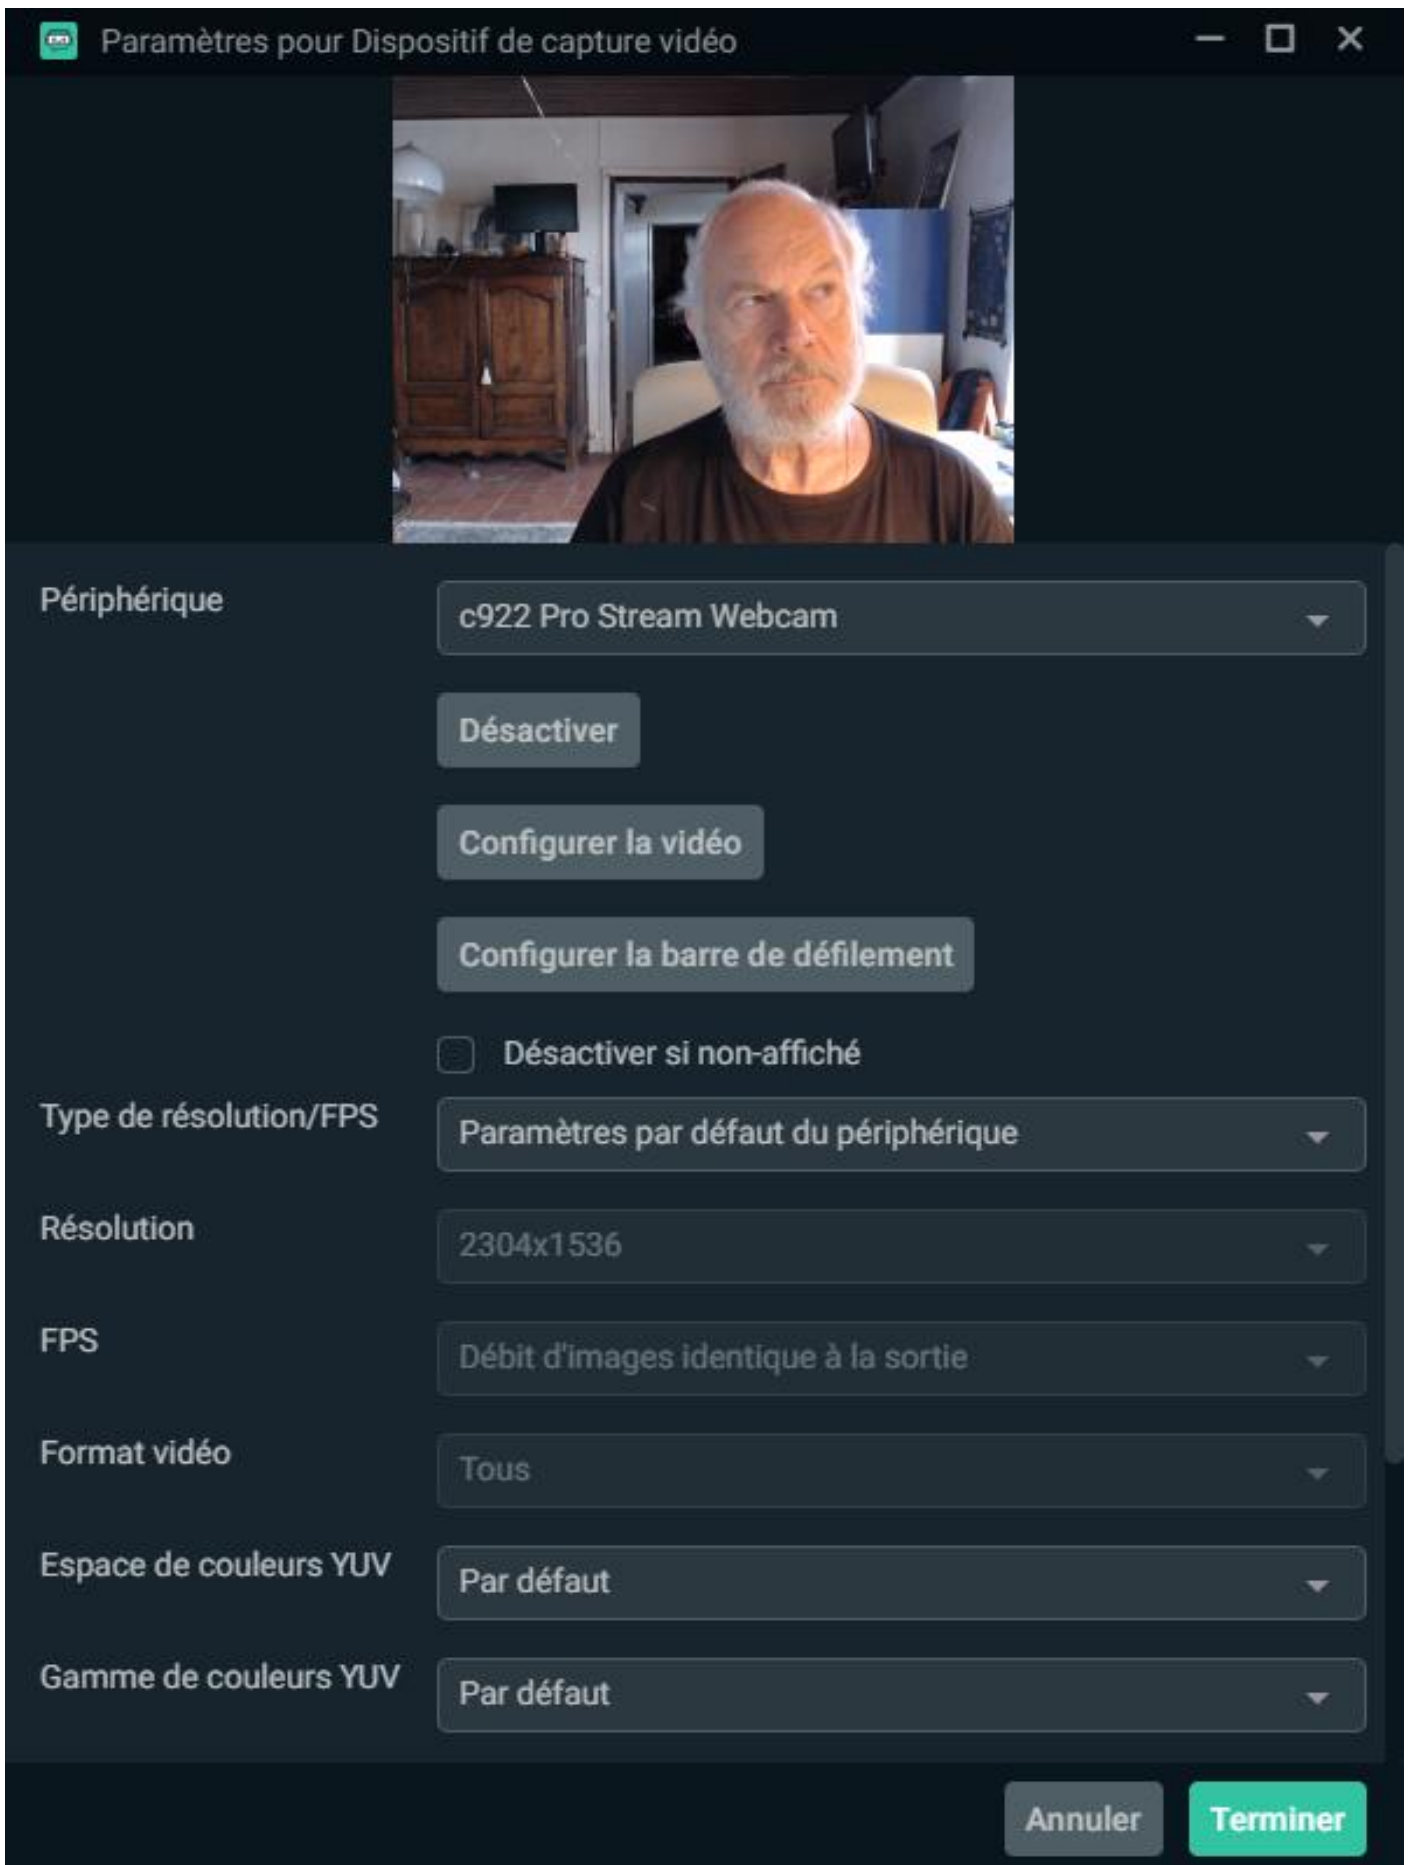 Paramètres pour Dispositif de capture vidéo
Périphérique
c922 Pro Stream Webcam
Désactiver
Configurer la vidéo
Configurer la barre de défilement
Désactiver si non-affiché
Type de résolution/FPS
Paramètres par défaut du périphérique
Résolution
2304x1536
FPS
Débit d'images identique à la sortie
Format vidéo
Tous
Espace de couleurs YUV
Par défaut
Gamme de couleurs YUV
Par défaut
Annuler
Terminer